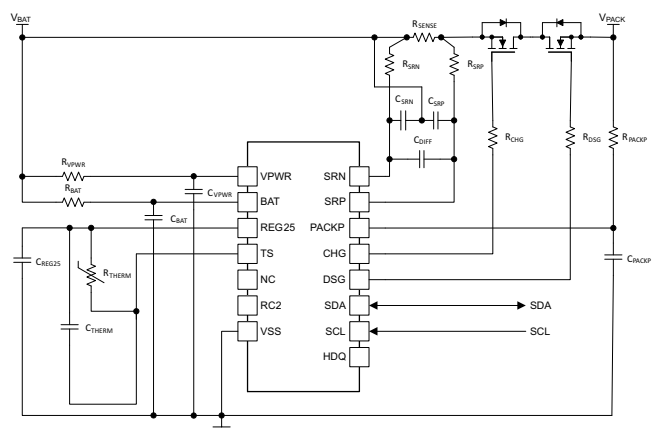 VBAT
RSENSE
VPACK
RSRN
RSRP
CSRN
CSRP
RCHG
RDSG
RPACKP
CDIFF
RVPWR
VPWR
SRN
RBAT
CVPWR
BAT
SRP
CBAT
REG25
PACKP
CREG25
RTHERM
TS
CHG
CPACKP
NC
DSG
RC2
SDA
SDA
CTHERM
VSS
SCL
SCL
HDQ